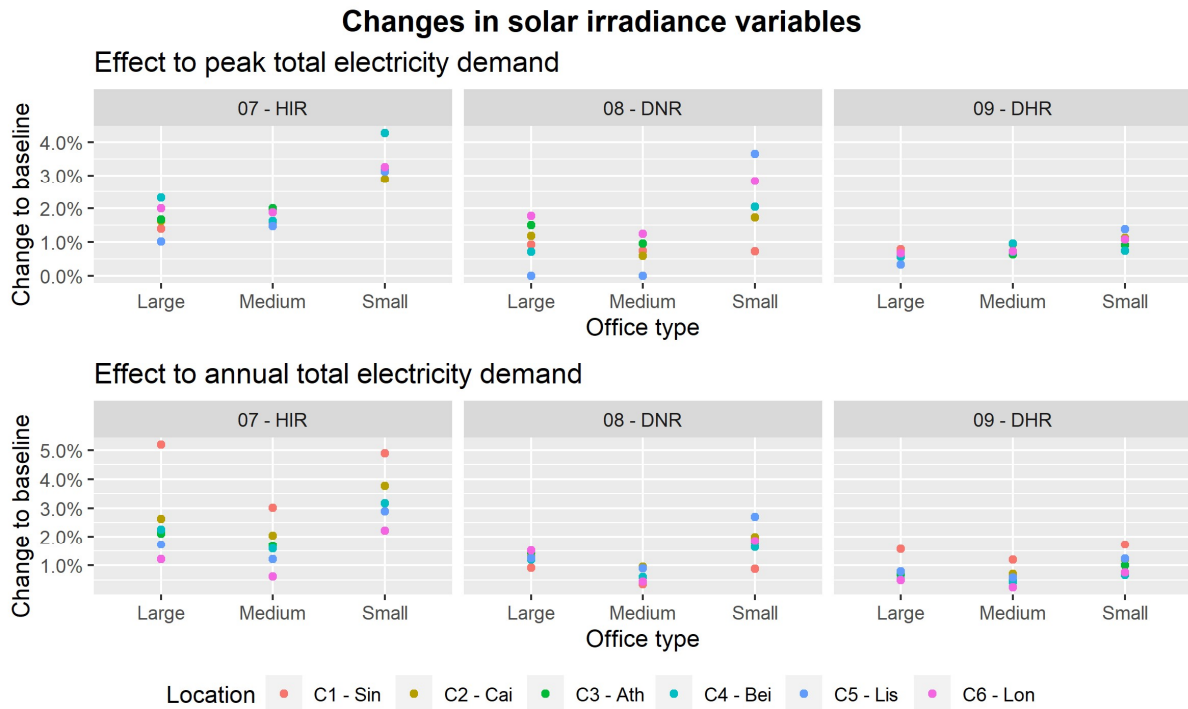 Changes in solar irradiance variables
Effect to peak total electricity demand
07 - HIR
08 - DNR
09 - DHR
Change to baseline
4.0%
3.0%
2.0%
1.0%
0.0%
Large
Medium
Small
Large
Medium
Small
Large
Medium
Small
Office type
Effect to annual total electricity demand
07 - HIR
08 - DNR
09 - DHR
Change to baseline
5.0%
4.0%
3.0%
2.0%
1.0%
Large
Medium
Small
Large
Medium
Small
Large
Medium
Small
Office type
Location
C1 - Sin
C2 - Cai
C3 - Ath
C4 - Bei
C5 - Lis
C6 - Lon